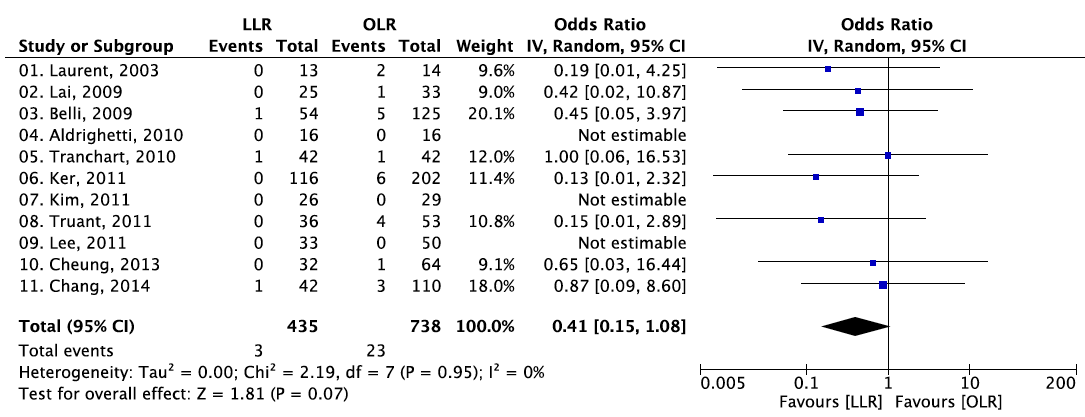 LLR OLR Odds Ratio Odds Ratio
Study or Subgroup Events Total Events Total Weight IV, Random, 95% CI IV, Random, 95% CI
01. Laurent, 2003 0 13 2 14 9.6% 0.19 [0.01, 4.25]
02. Lai, 2009 0 25 1 33 9.0% 0.42 [0.02, 10.87]
03. Belli, 2009 1 54 5 125 20.1% 0.45 [0.05, 3.97]
04. Aldrighetti, 2010 0 16 0 16 Not estimable
05. Tranchart, 2010 1 42 1 42 12.0% 1.00 [0.06, 16.53]
06. Ker, 2011 0 116 6 202 11.4% 0.13 [0.01, 2.32]
07. Kim, 2011 0 26 0 29 Not estimable
08. Truant, 2011 0 36 4 53 10.8% 0.15 [0.01, 2.89]
09. Lee, 2011 0 33 0 50 Not estimable
10. Cheung, 2013 0 32 1 64 9.1% 0.65 [0.03, 16.44]
11. Chang, 2014 1 42 3 110 18.0% 0.87 [0.09, 8.60]
Total (95% CI) 435 738 100.0% 0.41 [0.15, 1.08]
Total events 3 23
Heterogeneity: Tau² = 0.00; Chi² = 2.19, df = 7 (P = 0.95); I² = 0%
Test for overall effect: Z = 1.81 (P = 0.07)
0.005 0.1 1 10 200
Favours [LLR] Favours [OLR]